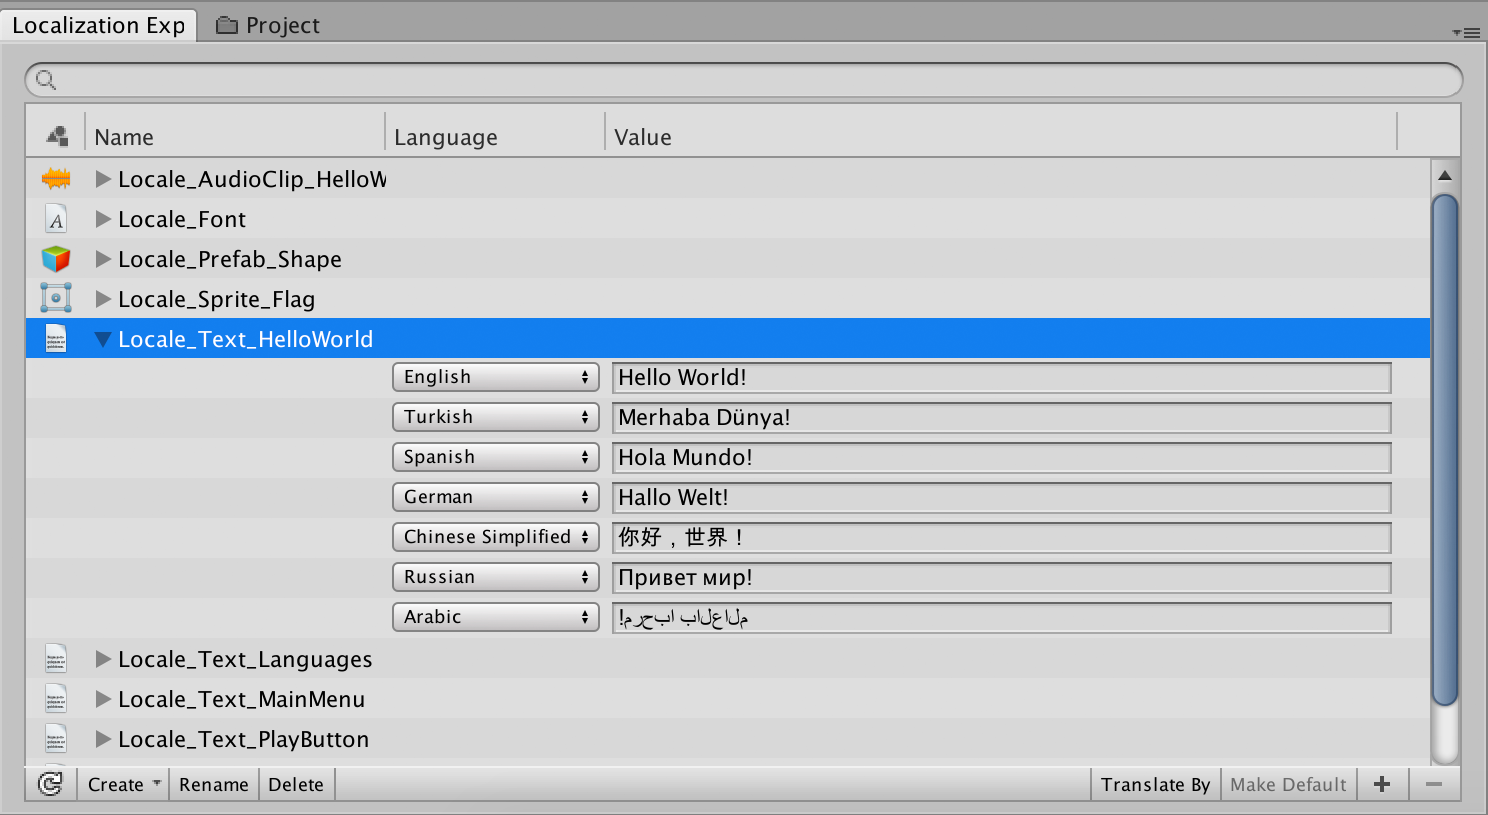 Localization Exp
Project
Name Language Value
Locale_AudioClip_HelloW
Locale_Font
Locale_Prefab_Shape
Locale_Sprite_Flag
Locale_Text_HelloWorld
English Hello World!
Turkish Merhaba Dünya!
Spanish Hola Mundo!
German Hallo Welt!
Chinese Simplified 你好，世界！
Russian Привет мир!
Arabic ملاعلاب ابحرم!
Locale_Text_Languages
Locale_Text_MainMenu
Locale_Text_PlayButton
Create Rename Delete Translate By Make Default + −